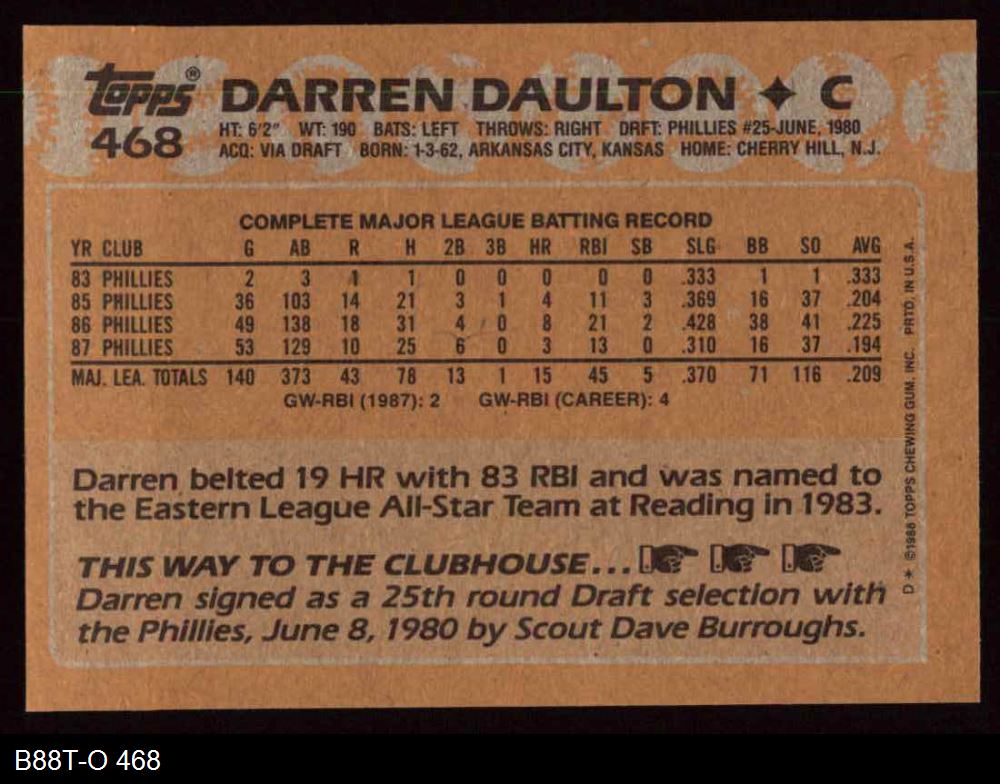 topps® DARREN DAULTON ✦ C
468 HT: 6'2" WT: 190 BATS: LEFT THROWS: RIGHT DRFT: PHILLIES #25-JUNE, 1980
ACQ: VIA DRAFT BORN: 1-3-62, ARKANSAS CITY, KANSAS HOME: CHERRY HILL, N.J.
COMPLETE MAJOR LEAGUE BATTING RECORD
YR CLUB G AB R H 2B 3B HR RBI SB SLG BB SO AVG
83 PHILLIES 2 3 1 1 0 0 0 0 0 .333 1 1 .333
85 PHILLIES 36 103 14 21 3 1 4 11 3 .369 16 37 .204
86 PHILLIES 49 138 18 31 4 0 8 21 2 .428 38 41 .225
87 PHILLIES 53 129 10 25 6 0 3 13 0 .310 16 37 .194
MAJ. LEA. TOTALS 140 373 43 78 13 1 15 45 5 .370 71 116 .209
GW-RBI (1987): 2 GW-RBI (CAREER): 4
Darren belted 19 HR with 83 RBI and was named to
the Eastern League All-Star Team at Reading in 1983.
THIS WAY TO THE CLUBHOUSE...
Darren signed as a 25th round Draft selection with
the Phillies, June 8, 1980 by Scout Dave Burroughs.
D* ©1988 TOPPS CHEWING GUM, INC. PRTD. IN U.S.A.
B88T-O 468